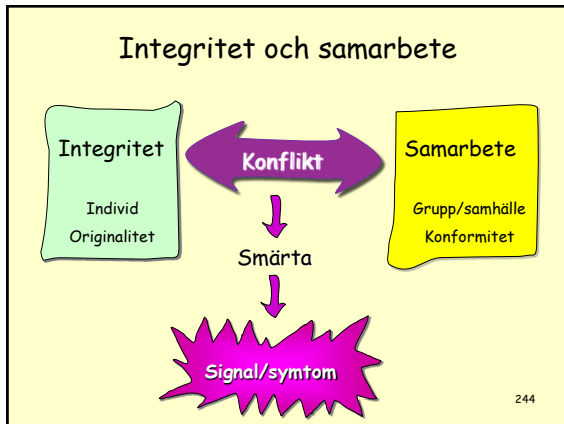 Integritet och samarbete
Integritet
Individ
Originalitet
Konflikt
Samarbete
Grupp/samhälle
Konformitet
Smärta
Signal/symtom
244